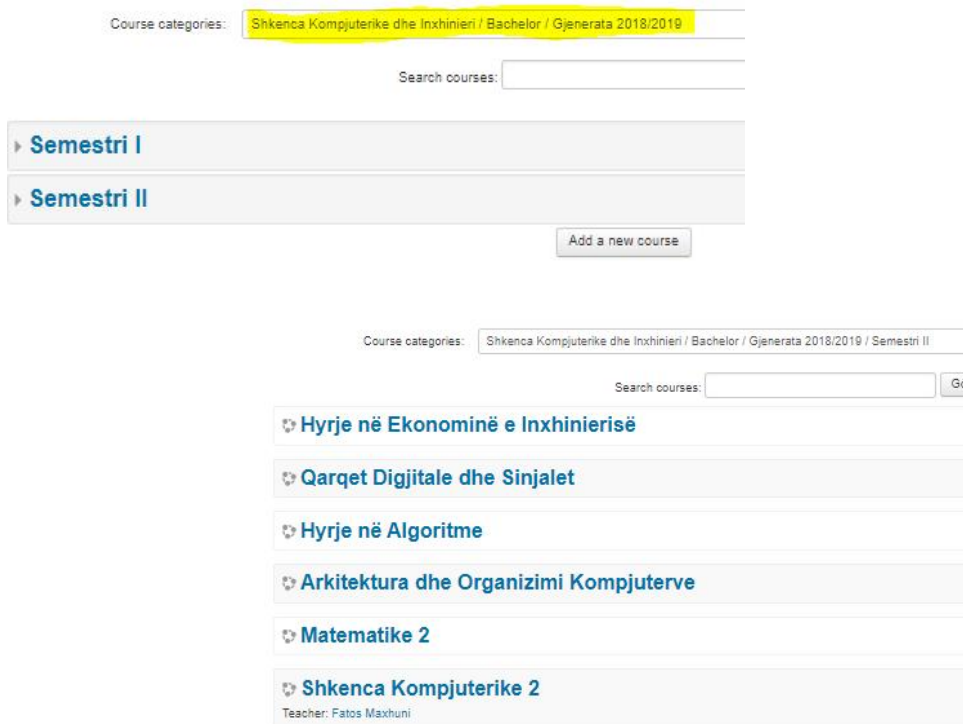 Course categories: Shkenca Kompjuterike dhe Inxhinieri / Bachelor / Gjenerata 2018/2019
Search courses:
Semestri I
Semestri II
Add a new course
Course categories: Shkenca Kompjuterike dhe Inxhinieri / Bachelor / Gjenerata 2018/2019 / Semestri II
Search courses: Go
Hyrje në Ekonominë e Inxhinierisë
Qarqet Digjitale dhe Sinjalet
Hyrje në Algoritme
Arkitektura dhe Organizimi Kompjuterve
Matematike 2
Shkenca Kompjuterike 2
Teacher: Fatos Maxhuni